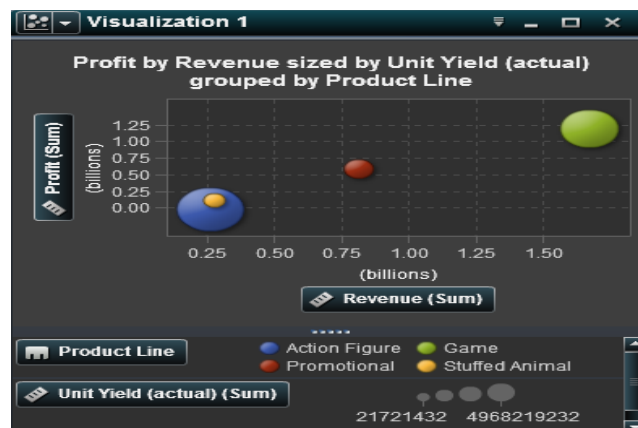 Visualization 1
Profit by Revenue sized by Unit Yield (actual)
grouped by Product Line
Profit (Sum)
(billions)
1.25
1.00
0.75
0.50
0.25
0.00
0.25 0.50 0.75 1.00 1.25 1.50
(billions)
Revenue (Sum)
Product Line
Action Figure Game
Promotional Stuffed Animal
Unit Yield (actual) (Sum)
21721432 4968219232